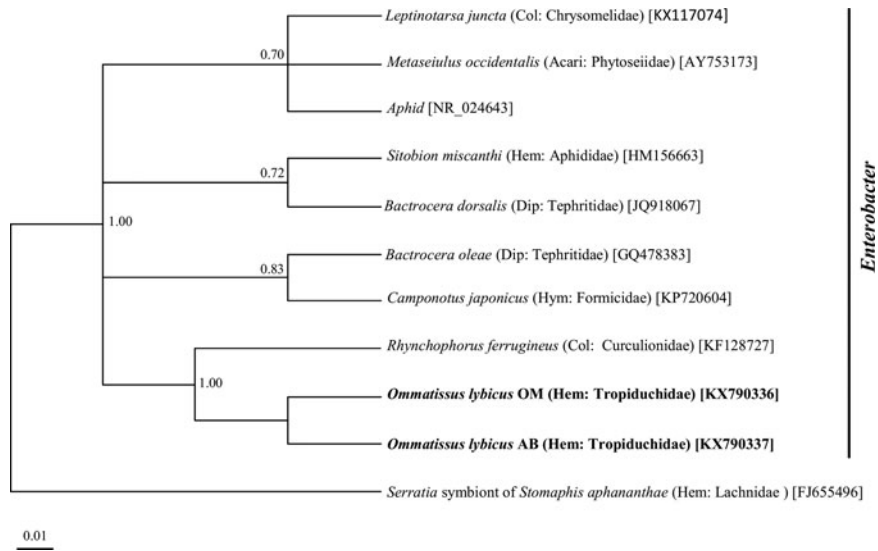 Leptinotarsa juncta (Col: Chrysomelidae) [KX117074]
0.70
Metaseiulus occidentalis (Acari: Phytoseiidae) [AY753173]
Aphid [NR_024643]
Sitobion miscanthi (Hem: Aphididae) [HM156663]
0.72
Bactrocera dorsalis (Dip: Tephritidae) [JQ918067]
1.00
Bactrocera oleae (Dip: Tephritidae) [GQ478383]
0.83
Camponotus japonicus (Hym: Formicidae) [KP720604]
Rhynchophorus ferrugineus (Col: Curculionidae) [KF128727]
1.00
Ommatissus lybicus OM (Hem: Tropiduchidae) [KX790336]
Ommatissus lybicus AB (Hem: Tropiduchidae) [KX790337]
Serratia symbiont of Stomaphis aphananthae (Hem: Lachnidae ) [FJ655496]
Enterobacter
0.01